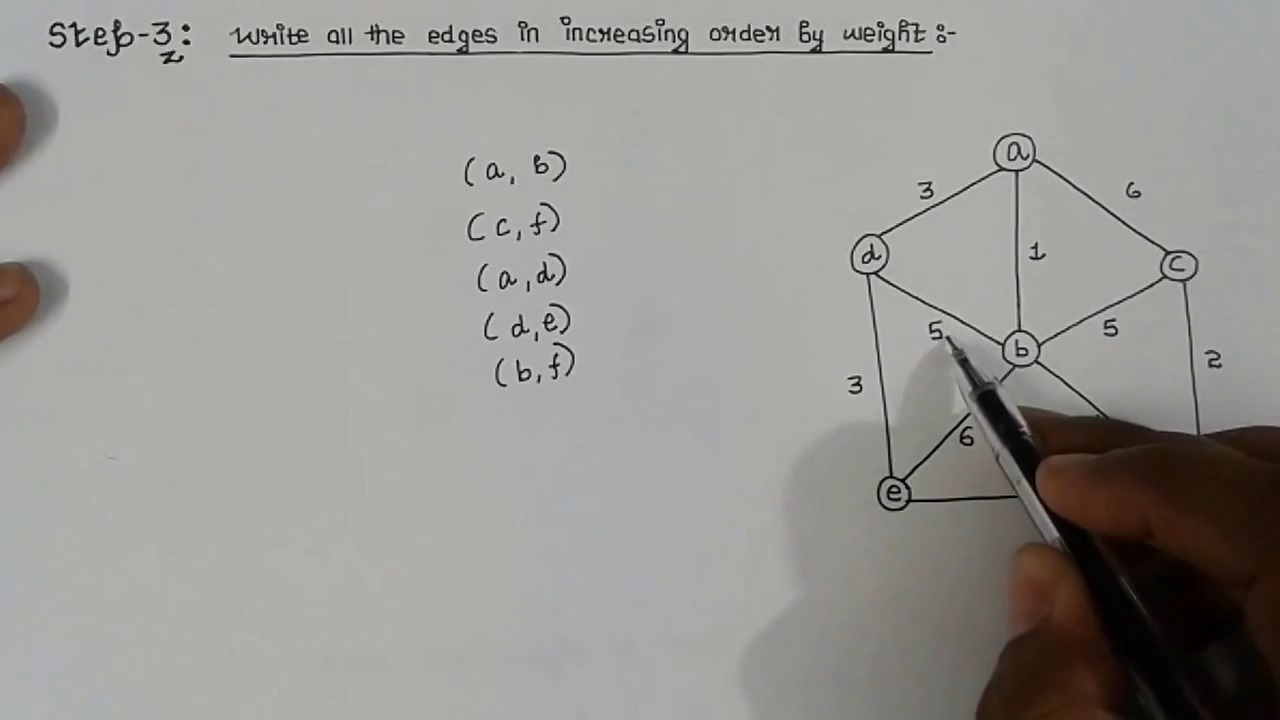 Step-3: Write all the edges in increasing order by weight :-
(a, b)
(c, f)
(a, d)
(d, e)
(b, f)
a
3
6
d
1
c
5
b
5
3
2
6
e